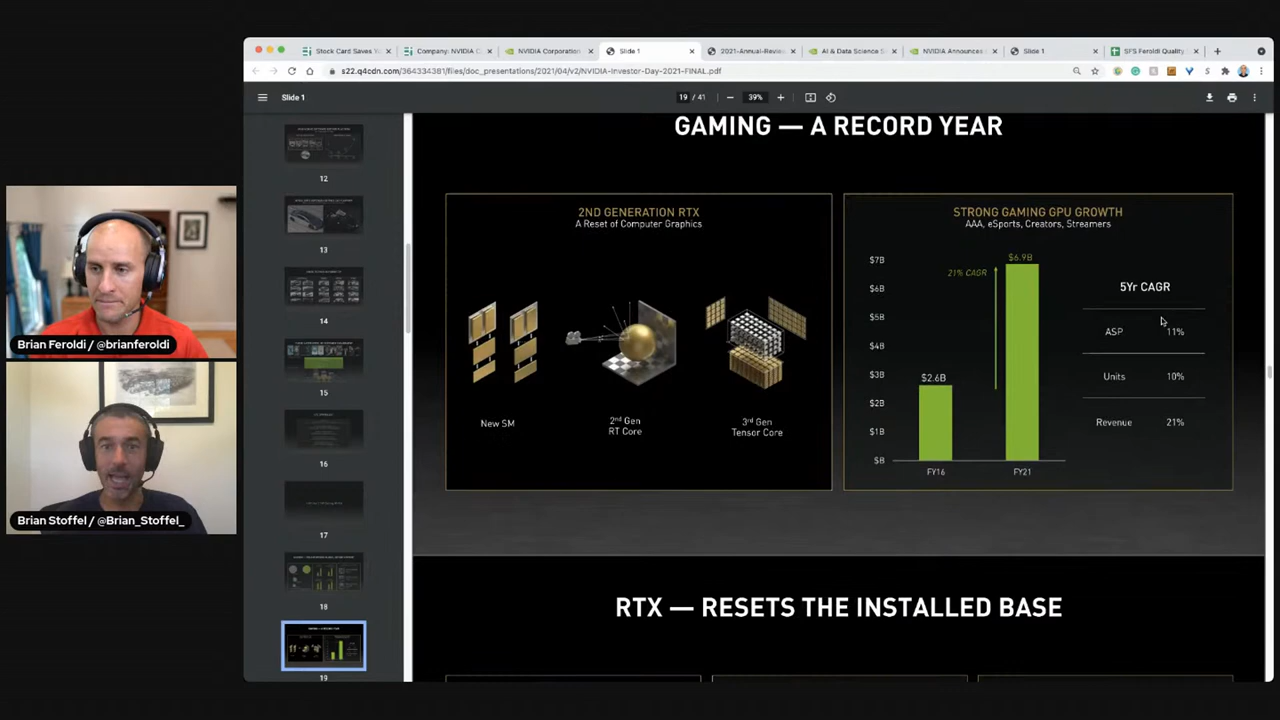 Stock Card Saves
Company: NVIDIA C
NVIDIA Corporation
Slide 1
2021-Annual-Review
AI & Data Science S
NVIDIA Announces
Slide 1
SFS Feroldi Quality
s22.q4cdn.com/364334381/files/doc_presentations/2021/04/v2/NVIDIA-Investor-Day-2021-FINAL.pdf
Slide 1
19 / 41
39%
12
13
14
15
16
17
18
19
Brian Feroldi / @brianferoldi
Brian Stoffel / @Brian_Stoffel_
GAMING — A RECORD YEAR
2ND GENERATION RTX
A Reset of Computer Graphics
New SM
2nd Gen
RT Core
3rd Gen
Tensor Core
STRONG GAMING GPU GROWTH
AAA, eSports, Creators, Streamers
$7B
$6B
$5B
$4B
$3B
$2B
$1B
$B
21% CAGR
$2.6B
$6.9B
FY16
FY21
5Yr CAGR
ASP 11%
Units 10%
Revenue 21%
RTX — RESETS THE INSTALLED BASE